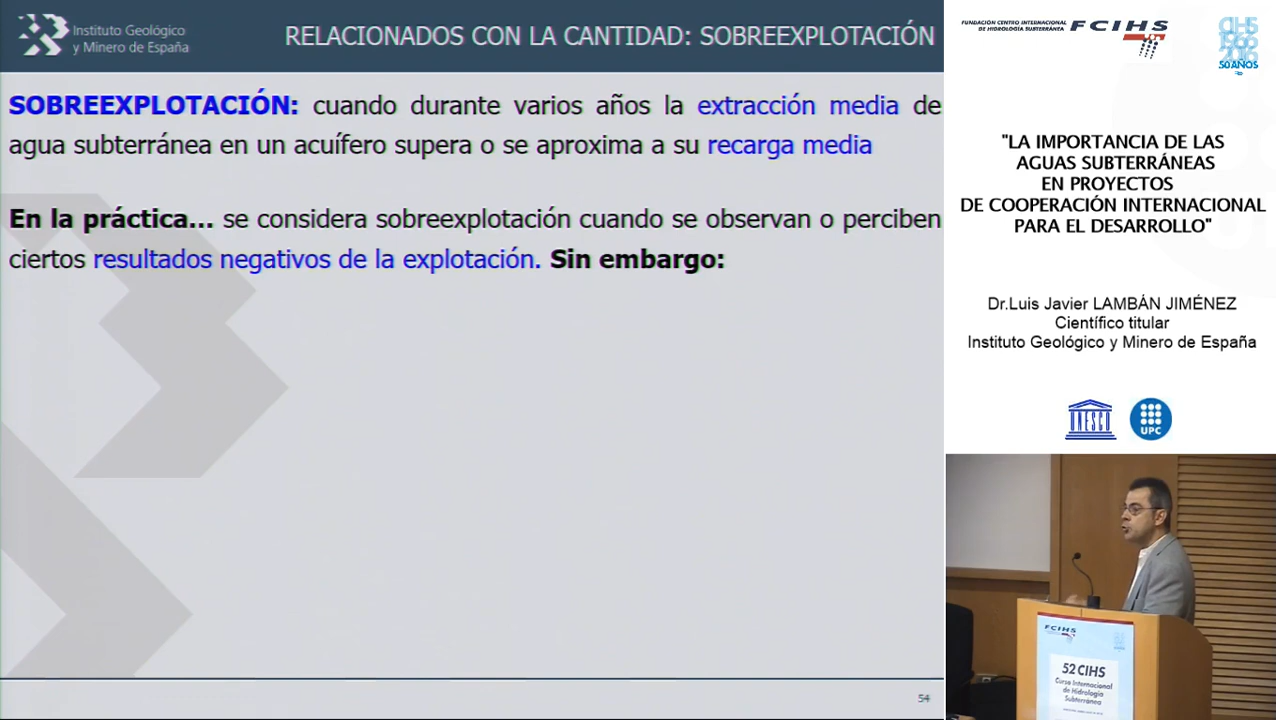 Instituto Geológico
y Minero de España
RELACIONADOS CON LA CANTIDAD: SOBREEXPLOTACIÓN
SOBREEXPLOTACIÓN: cuando durante varios años la extracción media de
agua subterránea en un acuífero supera o se aproxima a su recarga media
En la práctica... se considera sobreexplotación cuando se observan o perciben
ciertos resultados negativos de la explotación. Sin embargo:
54
FUNDACIÓN CENTRO INTERNACIONAL
DE HIDROLOGÍA SUBTERRÁNEA
FCIHS
CIHS
1966
2016
50 AÑOS
"LA IMPORTANCIA DE LAS
AGUAS SUBTERRÁNEAS
EN PROYECTOS
DE COOPERACIÓN INTERNACIONAL
PARA EL DESARROLLO"
Dr.Luis Javier LAMBÁN JIMÉNEZ
Científico titular
Instituto Geológico y Minero de España
UNESCO
UPC
FCIHS
52 CIHS
Curso Internacional
de Hidrología
Subterránea